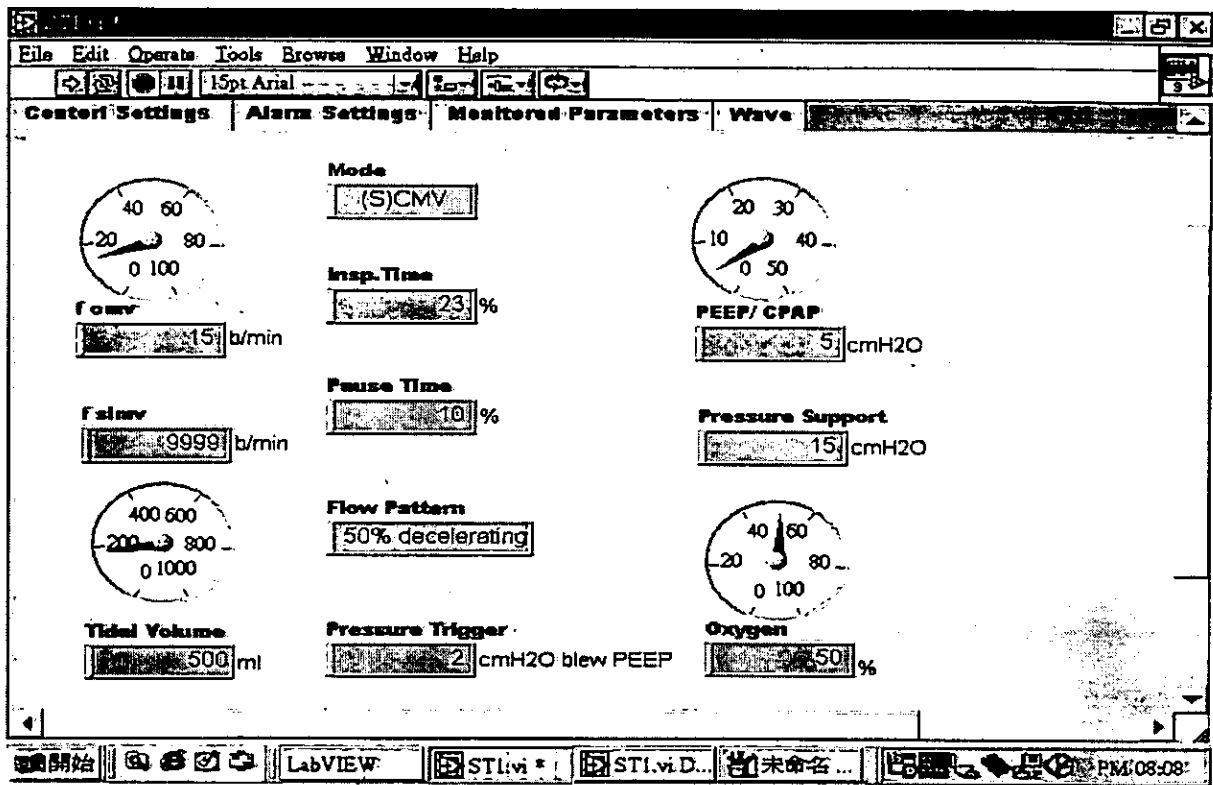 File Edit Operate Tools Browse Window Help
15pt Arial
Contorl Settings Alarm Settings Monitored Parameters Wave
40 60
20 80
0 100
f cmv
15 b/min
f simv
9999 b/min
400 600
200 800
0 1000
Tidal Volume
500 ml
Mode
(S)CMV
Insp.Time
23 %
Pause Time
10 %
Flow Pattern
50% decelerating
Pressure Trigger
2 cmH2O blew PEEP
20 30
10 40
0 50
PEEP/ CPAP
5 cmH2O
Pressure Support
15 cmH2O
40 60
20 80
0 100
Oxygen
50 %
開始 LabVIEW ST1.vi * ST1.vi D... 未命名 ... PM 08:08